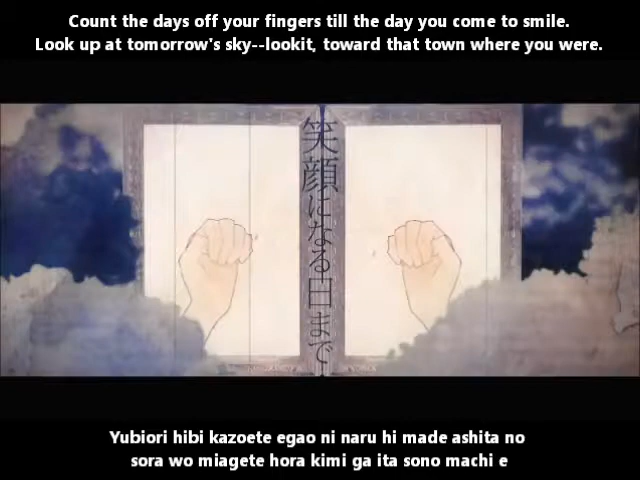 Count the days off your fingers till the day you come to smile.
Look up at tomorrow's sky--lookit, toward that town where you were.
笑顔になる日まで
Yubiori hibi kazoete egao ni naru hi made ashita no
sora wo miagete hora kimi ga ita sono machi e